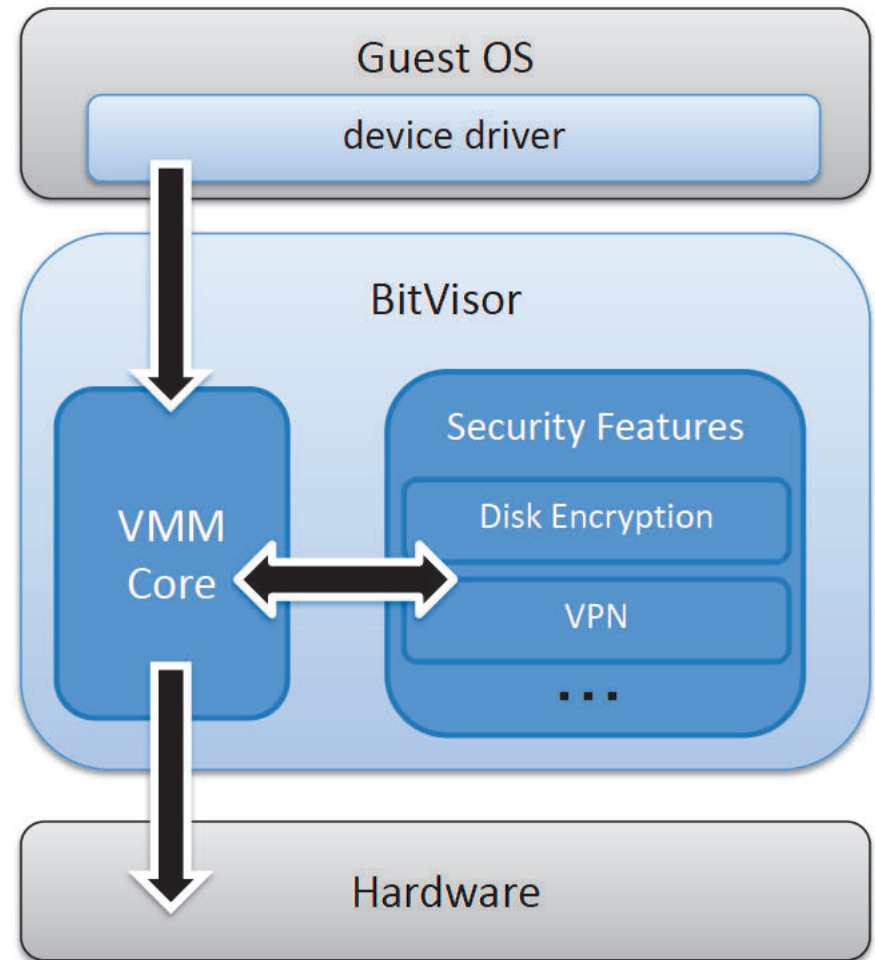 Guest OS
device driver
BitVisor
VMM
Core
Security Features
Disk Encryption
VPN
...
Hardware